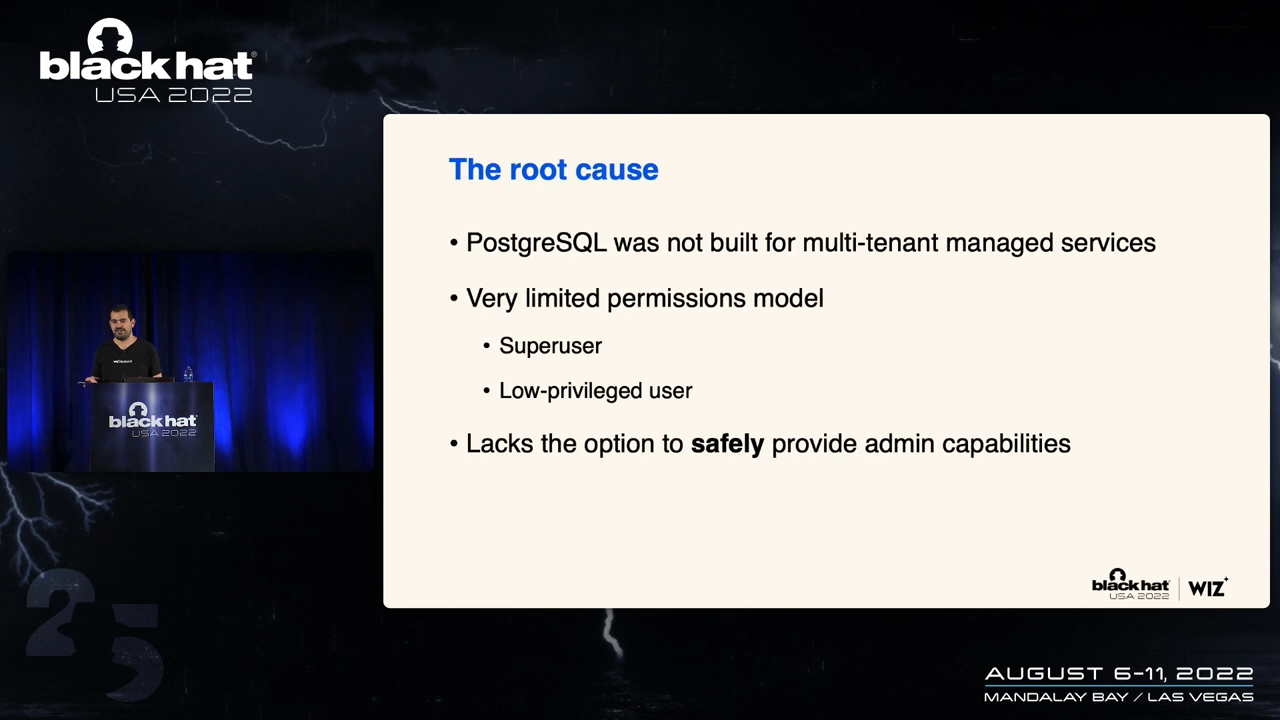 black hat®
USA 2022
The root cause
• PostgreSQL was not built for multi-tenant managed services
• Very limited permissions model
• Superuser
• Low-privileged user
• Lacks the option to safely provide admin capabilities
black hat
USA 2022
black hat
USA 2022
WIZ
25
AUGUST 6-11, 2022
MANDALAY BAY / LAS VEGAS